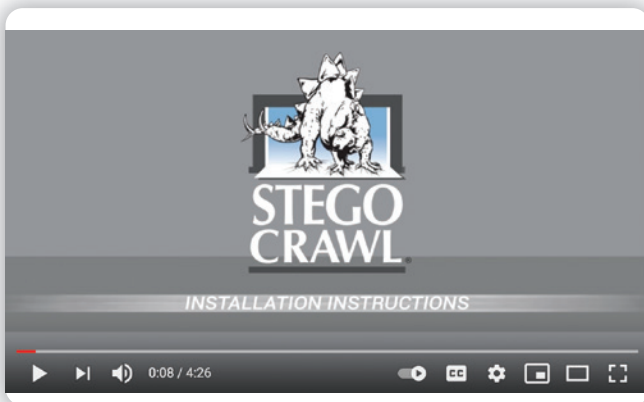 STEGO
CRAWL®
INSTALLATION INSTRUCTIONS
0:08 / 4:26
CC